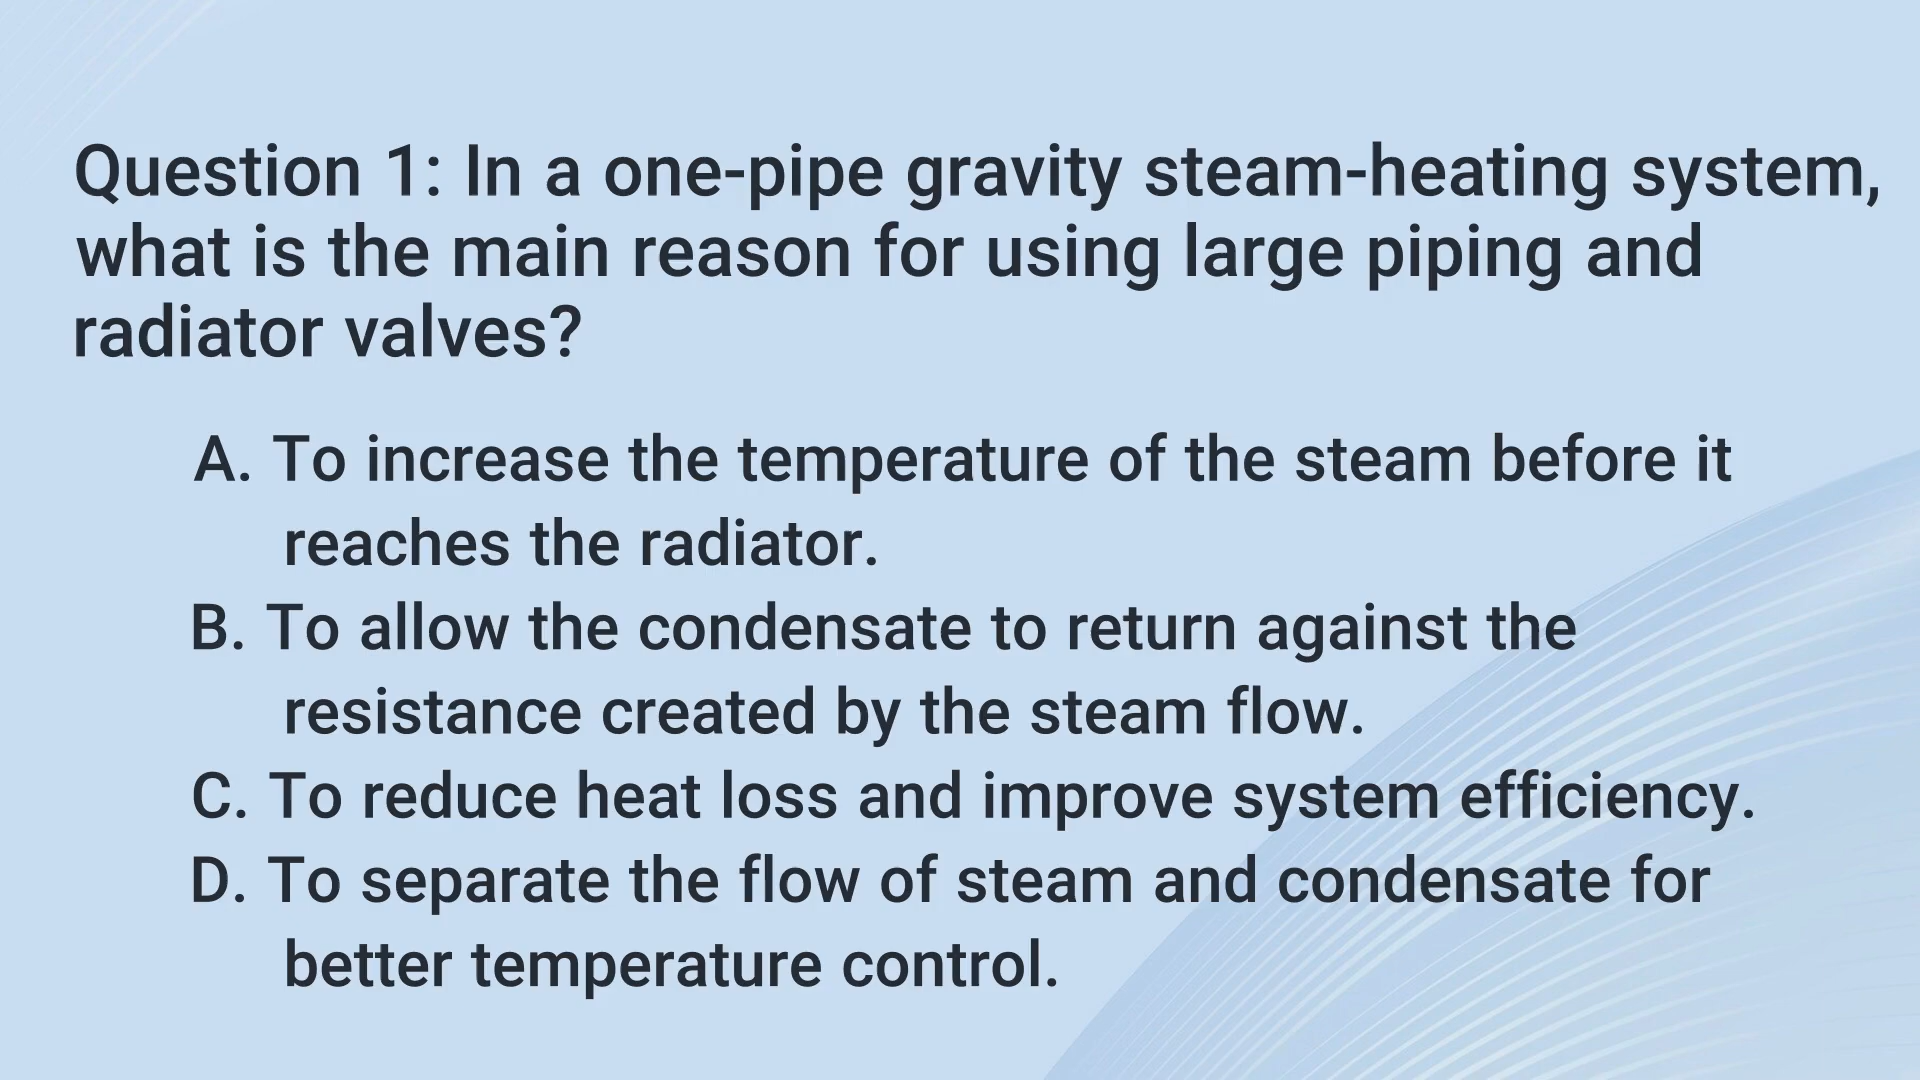 Question 1: In a one-pipe gravity steam-heating system,
what is the main reason for using large piping and
radiator valves?
A. To increase the temperature of the steam before it
reaches the radiator.
B. To allow the condensate to return against the
resistance created by the steam flow.
C. To reduce heat loss and improve system efficiency.
D. To separate the flow of steam and condensate for
better temperature control.